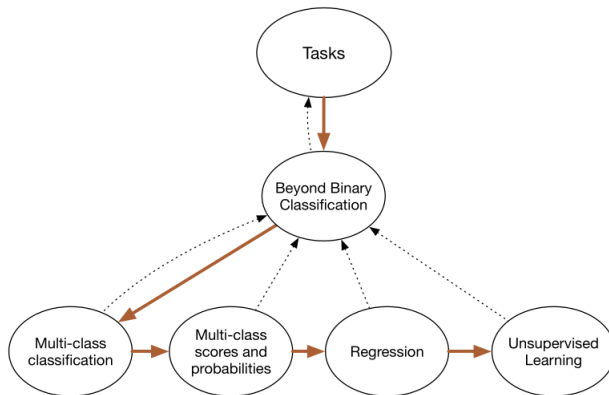 Tasks
Beyond Binary
Classification
Multi-class
classification
Multi-class
scores and
probabilities
Regression
Unsupervised
Learning